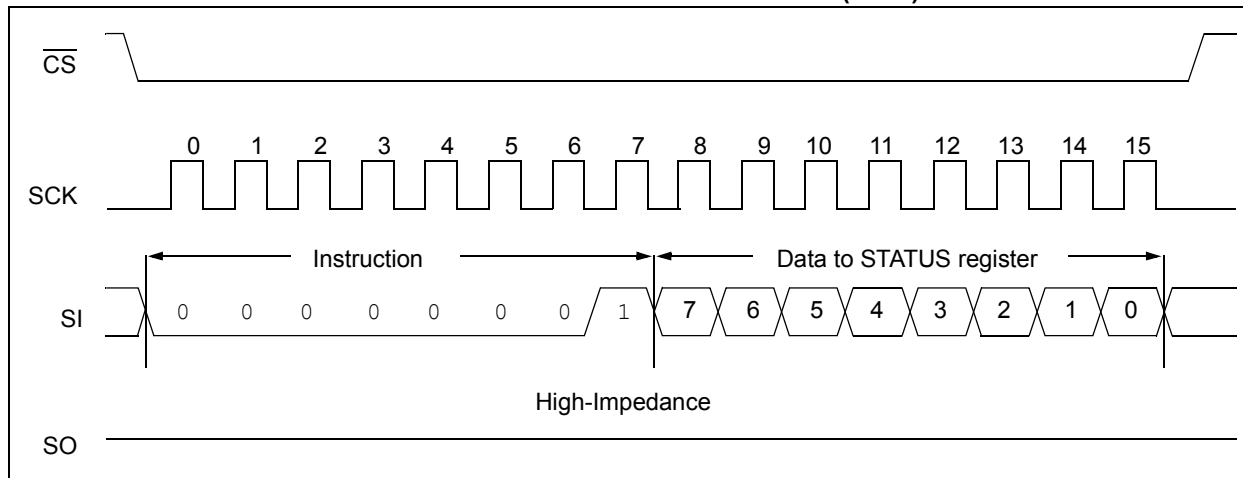 CS
0 1 2 3 4 5 6 7 8 9 10 11 12 13 14 15
SCK
Instruction Data to STATUS register
SI 0 0 0 0 0 0 0 1 7 6 5 4 3 2 1 0
High-Impedance
SO